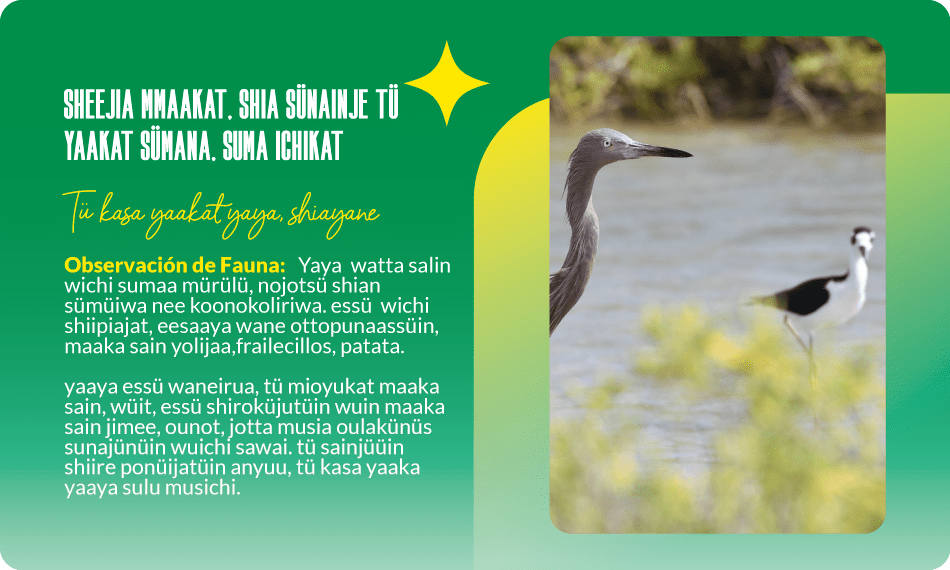 SHEEJIA MMAAKAT. SHIA SÜNAINJE TÜ
YAAKAT SÜMANA. SUMA ICHIKAT
Tü kasa yaakat yaya, shiayane
Observación de Fauna: Yaya watta salin
wichi sumaa mürülü, nojotsü shian
sümüiwa nee koonokoliriwa. essü wichi
shiipiajat, eesaaya wane ottopunaassüin,
maaka sain yolijaa,frailecillos, patata.
yaaya essü waneirua, tü mioyukat maaka
sain, wüit, essü shiroküjutüin wuin maaka
sain jimee, ounot, jotta musia oulakünüs
sunajünüin wuichi sawai. tü sainjüüin
shiire ponüijatüin anyuu, tü kasa yaaka
yaaya sulu musichi.